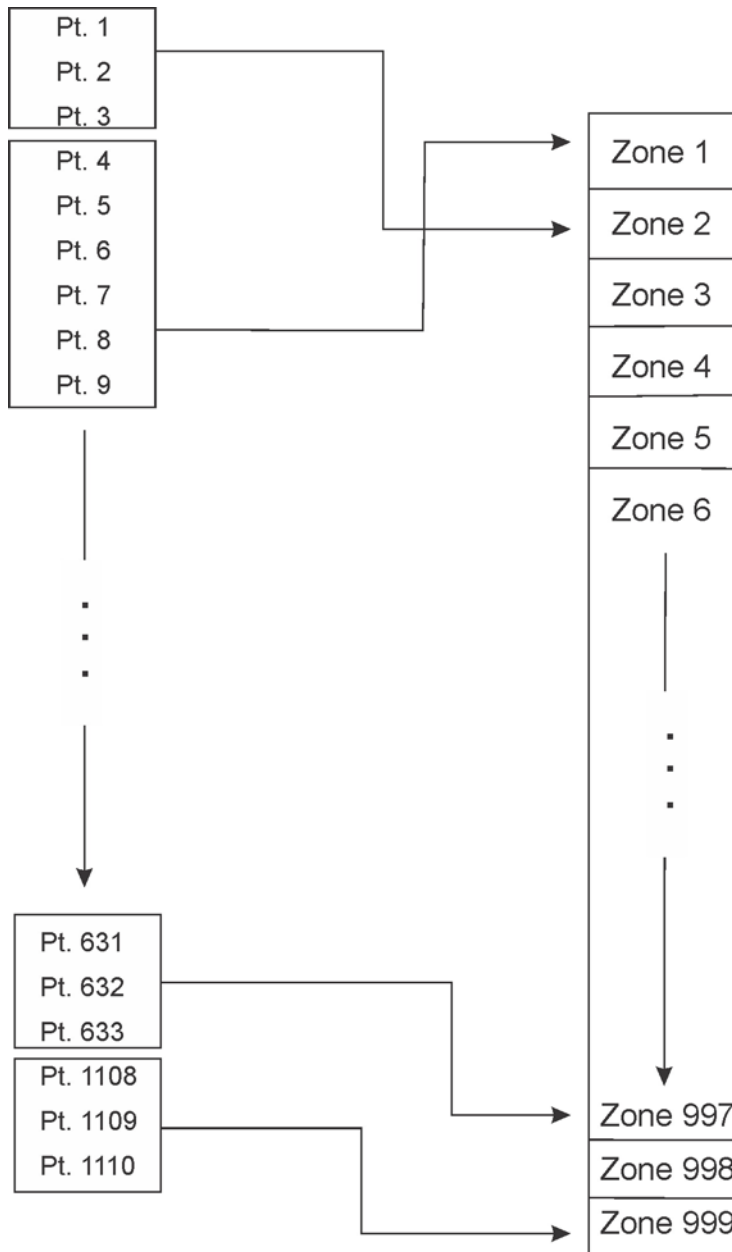 Pt. 1
Pt. 2
Pt. 3
Pt. 4
Pt. 5
Pt. 6
Pt. 7
Pt. 8
Pt. 9
Pt. 631
Pt. 632
Pt. 633
Pt. 1108
Pt. 1109
Pt. 1110
Zone 1
Zone 2
Zone 3
Zone 4
Zone 5
Zone 6
Zone 997
Zone 998
Zone 999